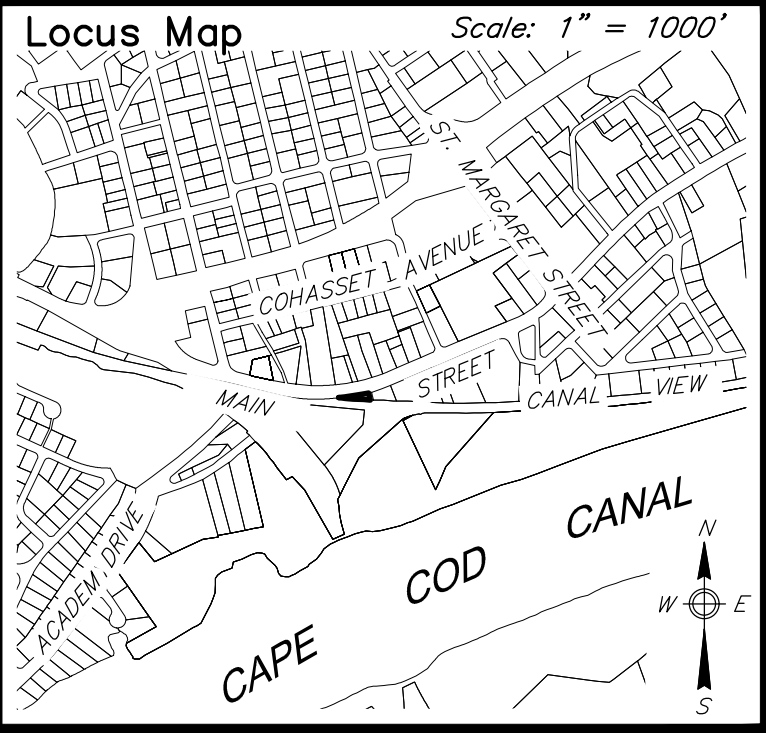 Locus Map
Scale: 1" = 1000'
ST. MARGARET STREET
COHASSET AVENUE
MAIN STREET
CANAL VIEW
ACADEMY DRIVE
CAPE COD CANAL
N
W E
S